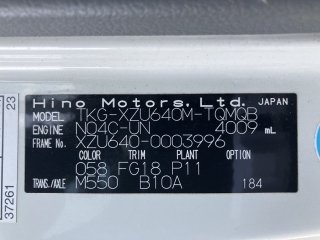 Hino Motors, Ltd. JAPAN
MODEL TKG-XZU640M-TQMQB
ENGINE N04C-UN 4009 mL
FRAME No. XZU640-0003996
COLOR TRIM PLANT
058 FG18 P11
TRANS./AXLE M550 B10A 184
37261 23